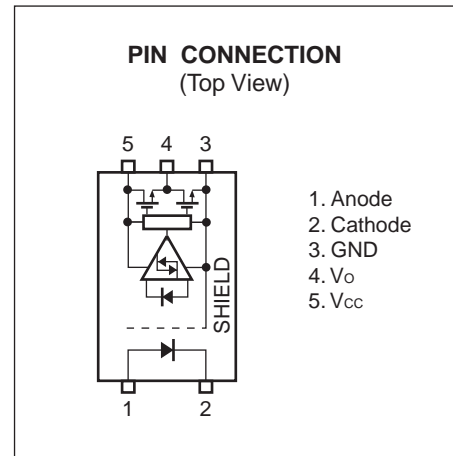 PIN CONNECTION
(Top View)
5 4 3
SHIELD
1 2
1. Anode
2. Cathode
3. GND
4. Vo
5. Vcc